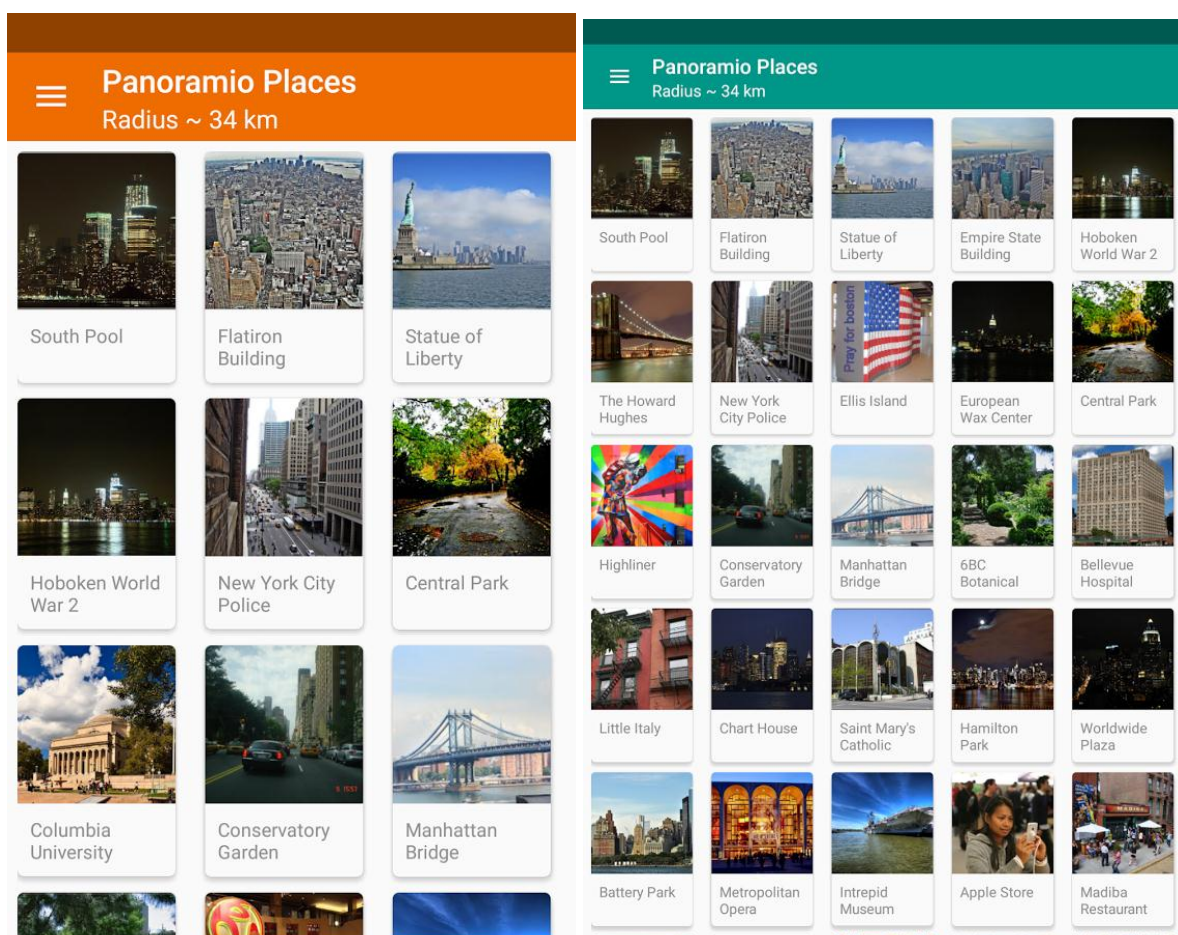 Panoramio Places
Radius ~ 34 km
South Pool
Flatiron
Building
Statue of
Liberty
Hoboken World
War 2
New York City
Police
Central Park
Columbia
University
Conservatory
Garden
Manhattan
Bridge
Panoramio Places
Radius ~ 34 km
South Pool
Flatiron
Building
Statue of
Liberty
Empire State
Building
Hoboken
World War 2
The Howard
Hughes
New York
City Police
Pray for boston
Ellis Island
European
Wax Center
Central Park
Highliner
Conservatory
Garden
Manhattan
Bridge
6BC
Botanical
Bellevue
Hospital
Little Italy
Chart House
Saint Mary's
Catholic
Hamilton
Park
Worldwide
Plaza
Battery Park
Metropolitan
Opera
Intrepid
Museum
Apple Store
MADIBA
Madiba
Restaurant